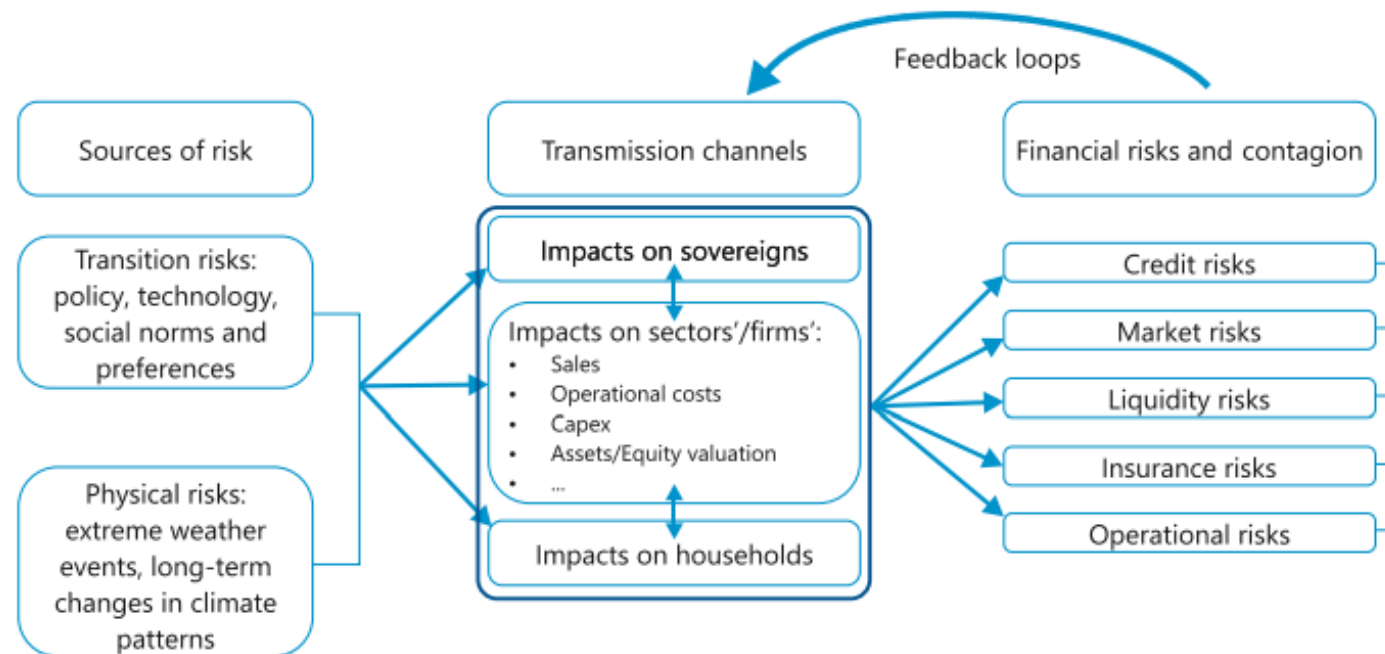 Feedback loops
Sources of risk
Transmission channels
Financial risks and contagion
Transition risks:
policy, technology,
social norms and
preferences
Physical risks:
extreme weather
events, long-term
changes in climate
patterns
Impacts on sovereigns
Impacts on sectors'/firms':
• Sales
• Operational costs
• Capex
• Assets/Equity valuation
• ...
Impacts on households
Credit risks
Market risks
Liquidity risks
Insurance risks
Operational risks